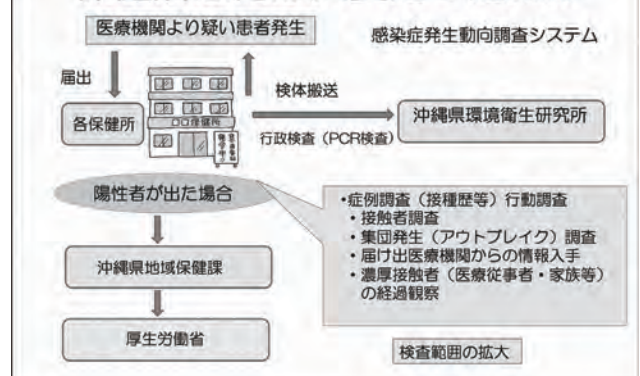 医療機関より疑い患者発生
感染症発生動向調査システム
届出
検体搬送
各保健所
沖縄県環境衛生研究所
行政検査（PCR検査）
陽性者が出た場合
・症例調査（接種歴等）行動調査
・接触者調査
・集団発生（アウトブレイク）調査
・届け出医療機関からの情報入手
・濃厚接触者（医療従事者・家族等）
の経過観察
沖縄県地域保健課
厚生労働省
検査範囲の拡大